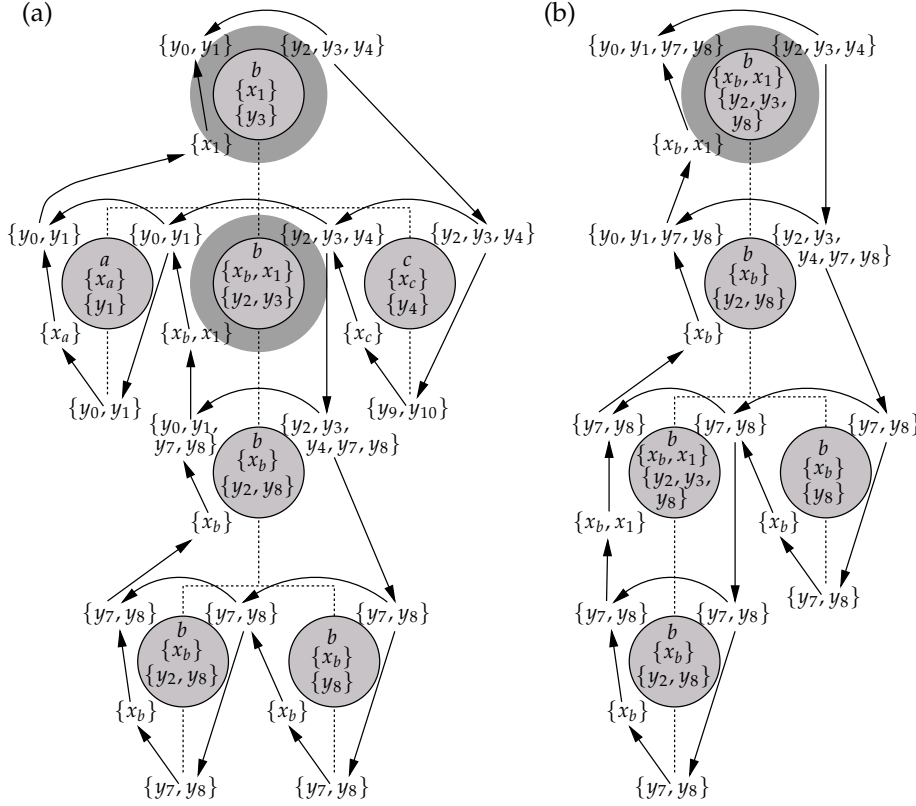 (a)
{y0, y1}
{y2, y3, y4}
b
{x1}
{y3}
{x1}
{y0, y1}
{y0, y1}
{y2, y3, y4}
{y2, y3, y4}
a
{xa}
{y1}
b
{xb, x1}
{y2, y3}
c
{xc}
{y4}
{xa}
{xb, x1}
{xc}
{y0, y1}
{y9, y10}
{y0, y1,
y7, y8}
{y2, y3,
y4, y7, y8}
b
{xb}
{y2, y8}
{xb}
{y7, y8}
{y7, y8}
{y7, y8}
b
{xb}
{y2, y8}
b
{xb}
{y8}
{xb}
{xb}
{y7, y8}
{y7, y8}
(b)
{y0, y1, y7, y8}
{y2, y3, y4}
b
{xb, x1}
{y2, y3,
y8}
{xb, x1}
{y0, y1, y7, y8}
{y2, y3,
y4, y7, y8}
b
{xb}
{y2, y8}
{xb}
{y7, y8}
{y7, y8}
{y7, y8}
b
{xb, x1}
{y2, y3,
y8}
b
{xb}
{y8}
{xb, x1}
{xb}
{y7, y8}
{y7, y8}
{y7, y8}
b
{xb}
{y2, y8}
{xb}
{y7, y8}